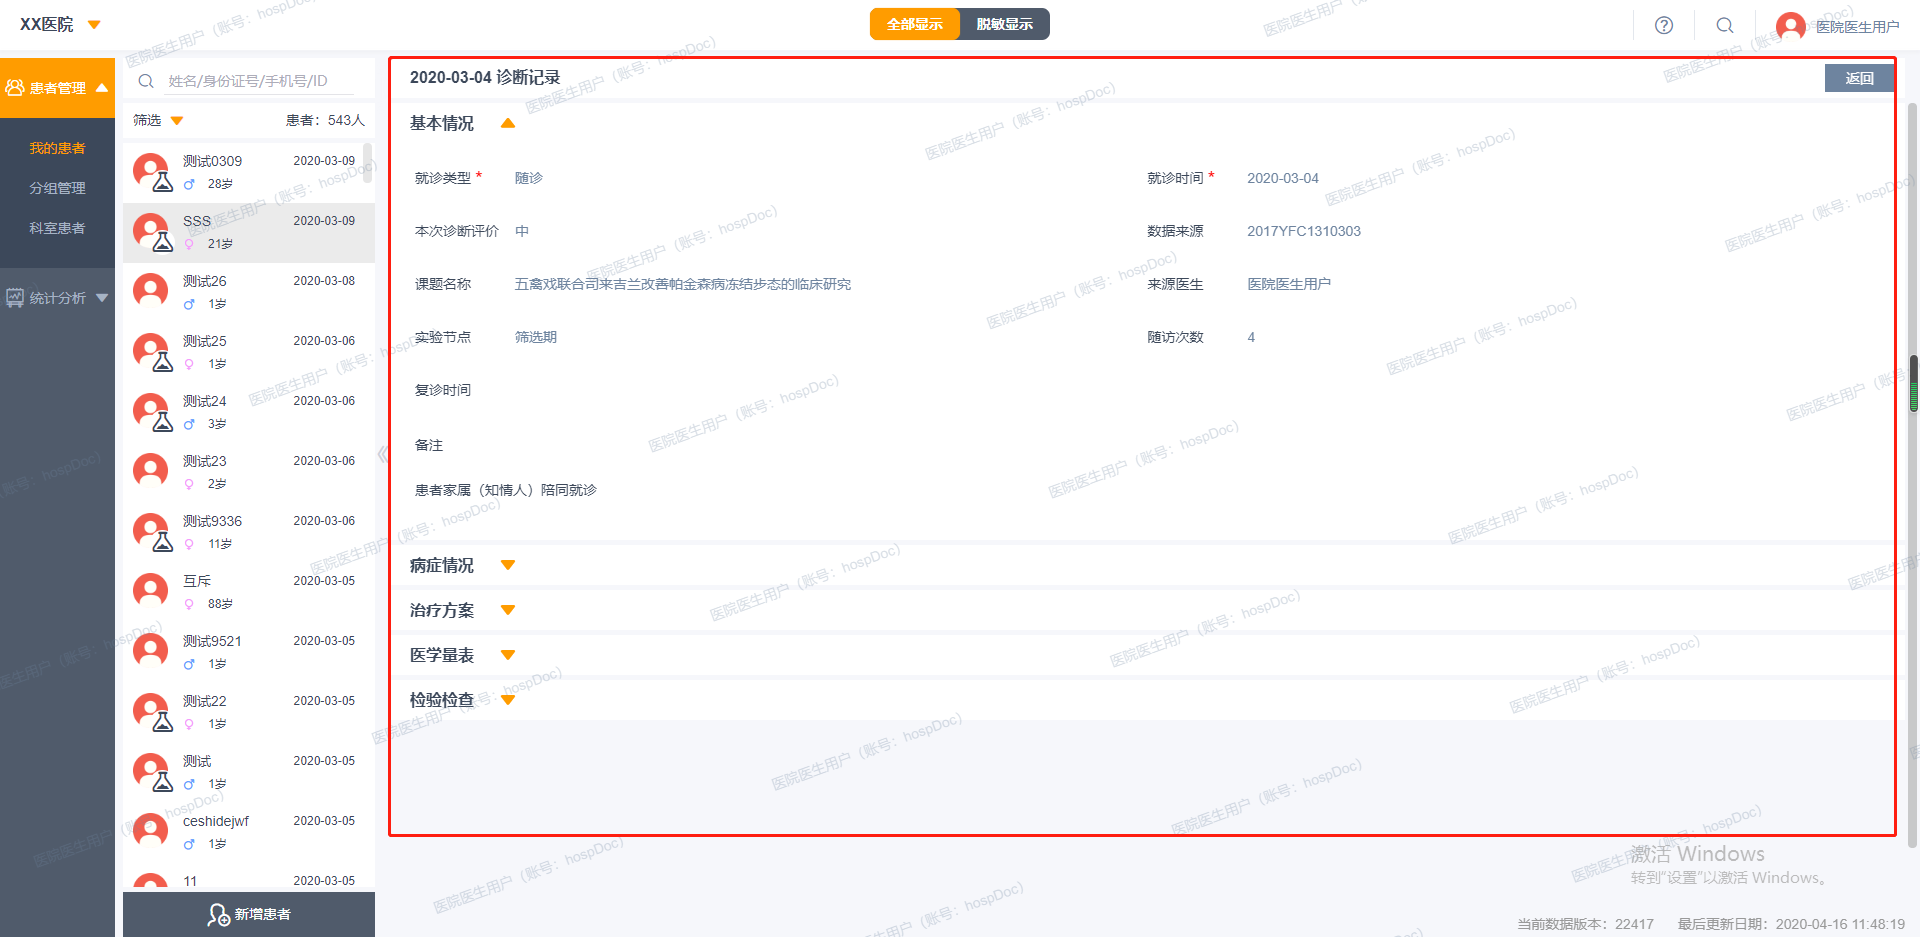 XX医院
全部显示 脱敏显示
医院医生用户
患者管理
我的患者
分组管理
科室患者
统计分析
姓名/身份证号/手机号/ID
筛选 患者：543人
测试0309 2020-03-09
28岁
SSS 2020-03-09
21岁
测试26 2020-03-08
1岁
测试25 2020-03-06
1岁
测试24 2020-03-06
3岁
测试23 2020-03-06
2岁
测试9336 2020-03-06
11岁
互斥 2020-03-05
88岁
测试9521 2020-03-05
1岁
测试22 2020-03-05
1岁
测试 2020-03-05
1岁
ceshidejwf 2020-03-05
1岁
11 2020-03-05
新增患者
2020-03-04 诊断记录 返回
基本情况
就诊类型 * 随诊 就诊时间 * 2020-03-04
本次诊断评价 中 数据来源 2017YFC1310303
课题名称 五禽戏联合司来吉兰改善帕金森病冻结步态的临床研究 来源医生 医院医生用户
实验节点 筛选期 随访次数 4
复诊时间
备注
患者家属（知情人）陪同就诊
病症情况
治疗方案
医学量表
检验检查
医院医生用户（账号：hospDoc）
激活 Windows
转到“设置”以激活 Windows。
当前数据版本：22417 最后更新日期：2020-04-16 11:48:19